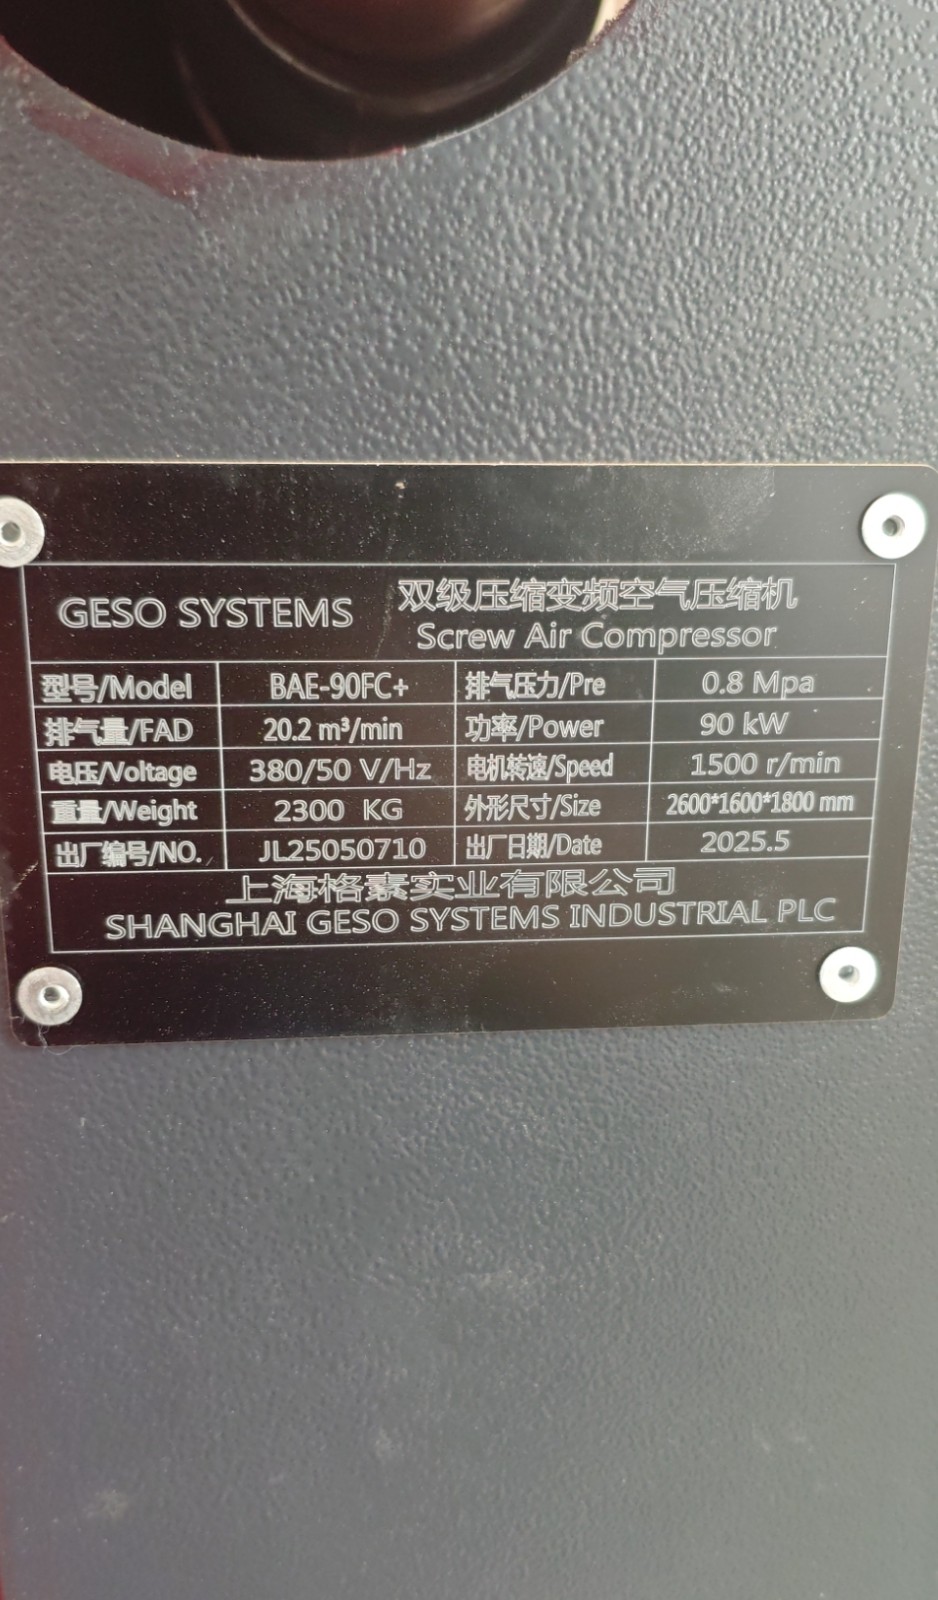 GESO SYSTEMS 双级压缩变频空气压缩机
Screw Air Compressor
型号/Model BAE-90FC+ 排气压力/Pre 0.8 Mpa
排气量/FAD 20.2 m³/min 功率/Power 90 kW
电压/Voltage 380/50 V/Hz 电机转速/Speed 1500 r/min
重量/Weight 2300 KG 外形尺寸/Size 2600*1600*1800 mm
出厂编号/NO. JL25050710 出厂日期/Date 2025.5
上海格素实业有限公司
SHANGHAI GESO SYSTEMS INDUSTRIAL PLC